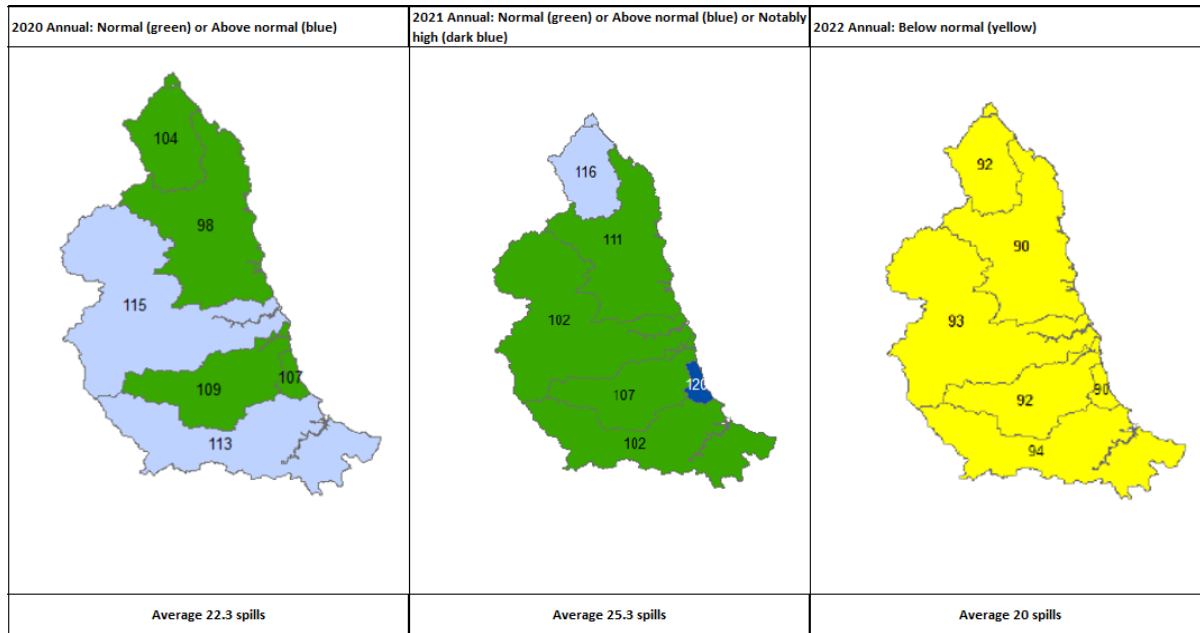 2020 Annual: Normal (green) or Above normal (blue)
104
98
115
107
109
113
Average 22.3 spills
2021 Annual: Normal (green) or Above normal (blue) or Notably
high (dark blue)
116
111
102
120
107
102
Average 25.3 spills
2022 Annual: Below normal (yellow)
92
90
93
90
92
94
Average 20 spills